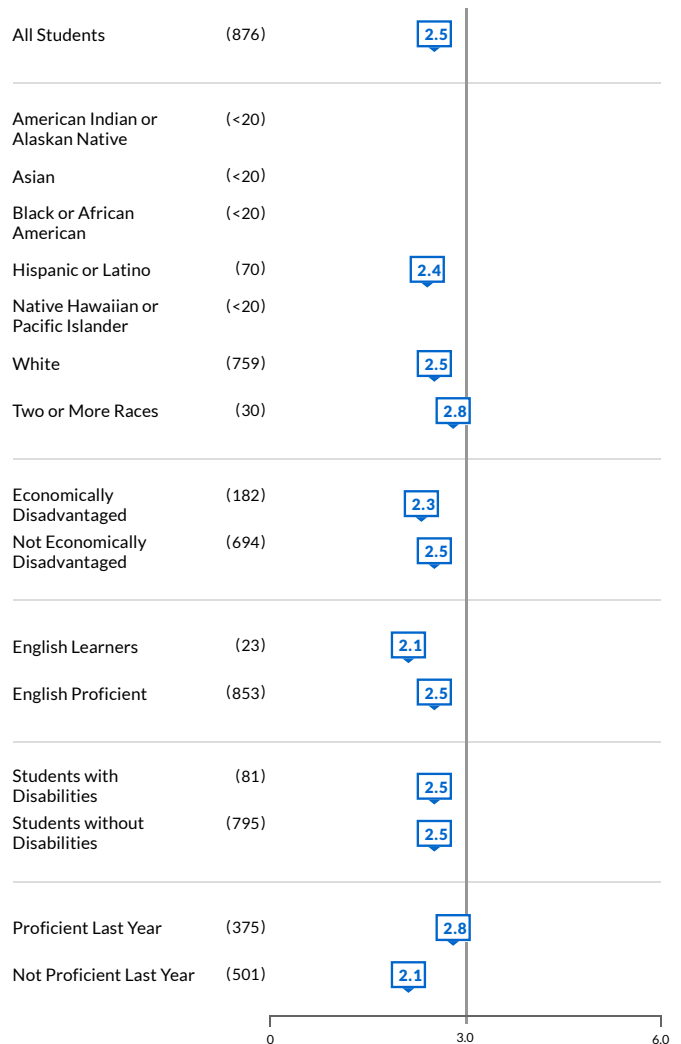 All Students (876) 2.5
American Indian or (<20)
Alaskan Native
Asian (<20)
Black or African (<20)
American
Hispanic or Latino (70) 2.4
Native Hawaiian or (<20)
Pacific Islander
White (759) 2.5
Two or More Races (30) 2.8
Economically (182) 2.3
Disadvantaged
Not Economically (694) 2.5
Disadvantaged
English Learners (23) 2.1
English Proficient (853) 2.5
Students with (81) 2.5
Disabilities
Students without (795) 2.5
Disabilities
Proficient Last Year (375) 2.8
Not Proficient Last Year (501) 2.1
0 3.0 6.0